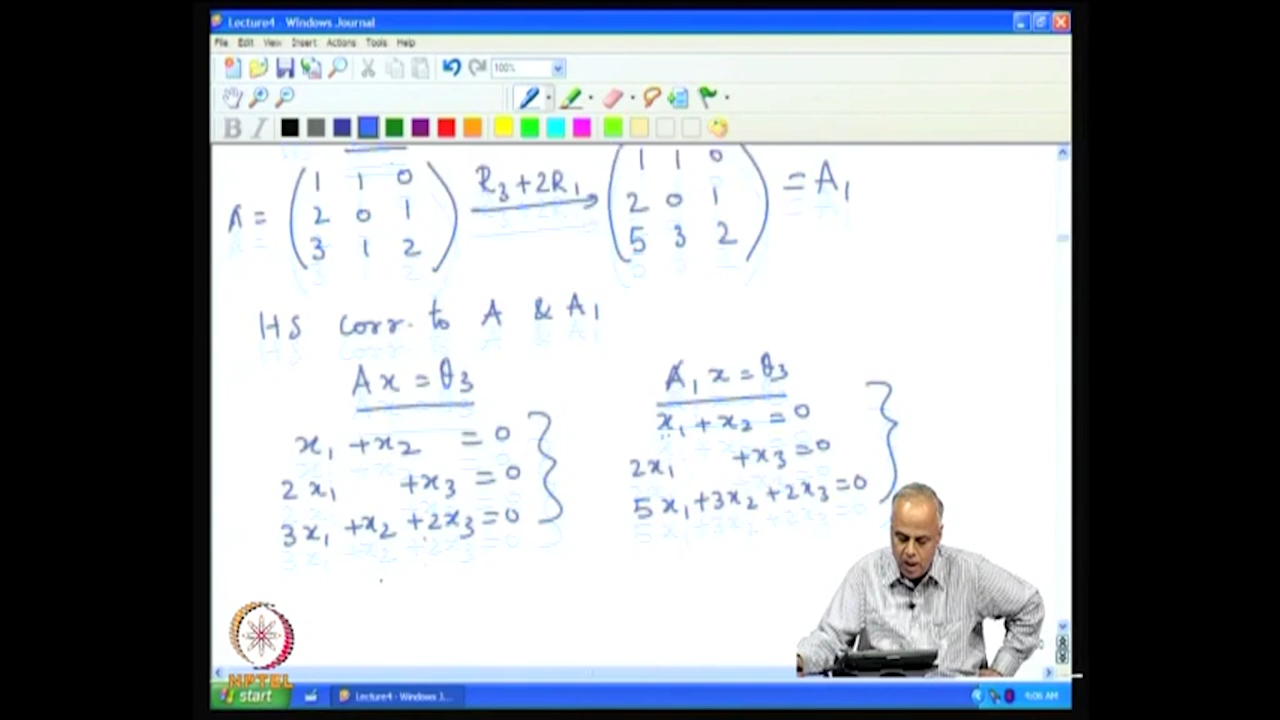 Lecture4 - Windows Journal
File Edit View Insert Actions Tools Help
100%
B I
A = ( 1 1 0 R₃ + 2R₁ ( 1 1 0 = A₁
2 0 1 2 0 1
3 1 2 ) 5 3 2 )
HS corr. to A & A₁
Ax = θ₃
x₁ + x₂ = 0
2x₁ + x₃ = 0
3x₁ + x₂ + 2x₃ = 0
A₁x = θ₃
x₁ + x₂ = 0
2x₁ + x₃ = 0
5x₁ + 3x₂ + 2x₃ = 0
NPTEL
start Lecture4 - Windows J... 9:06 AM